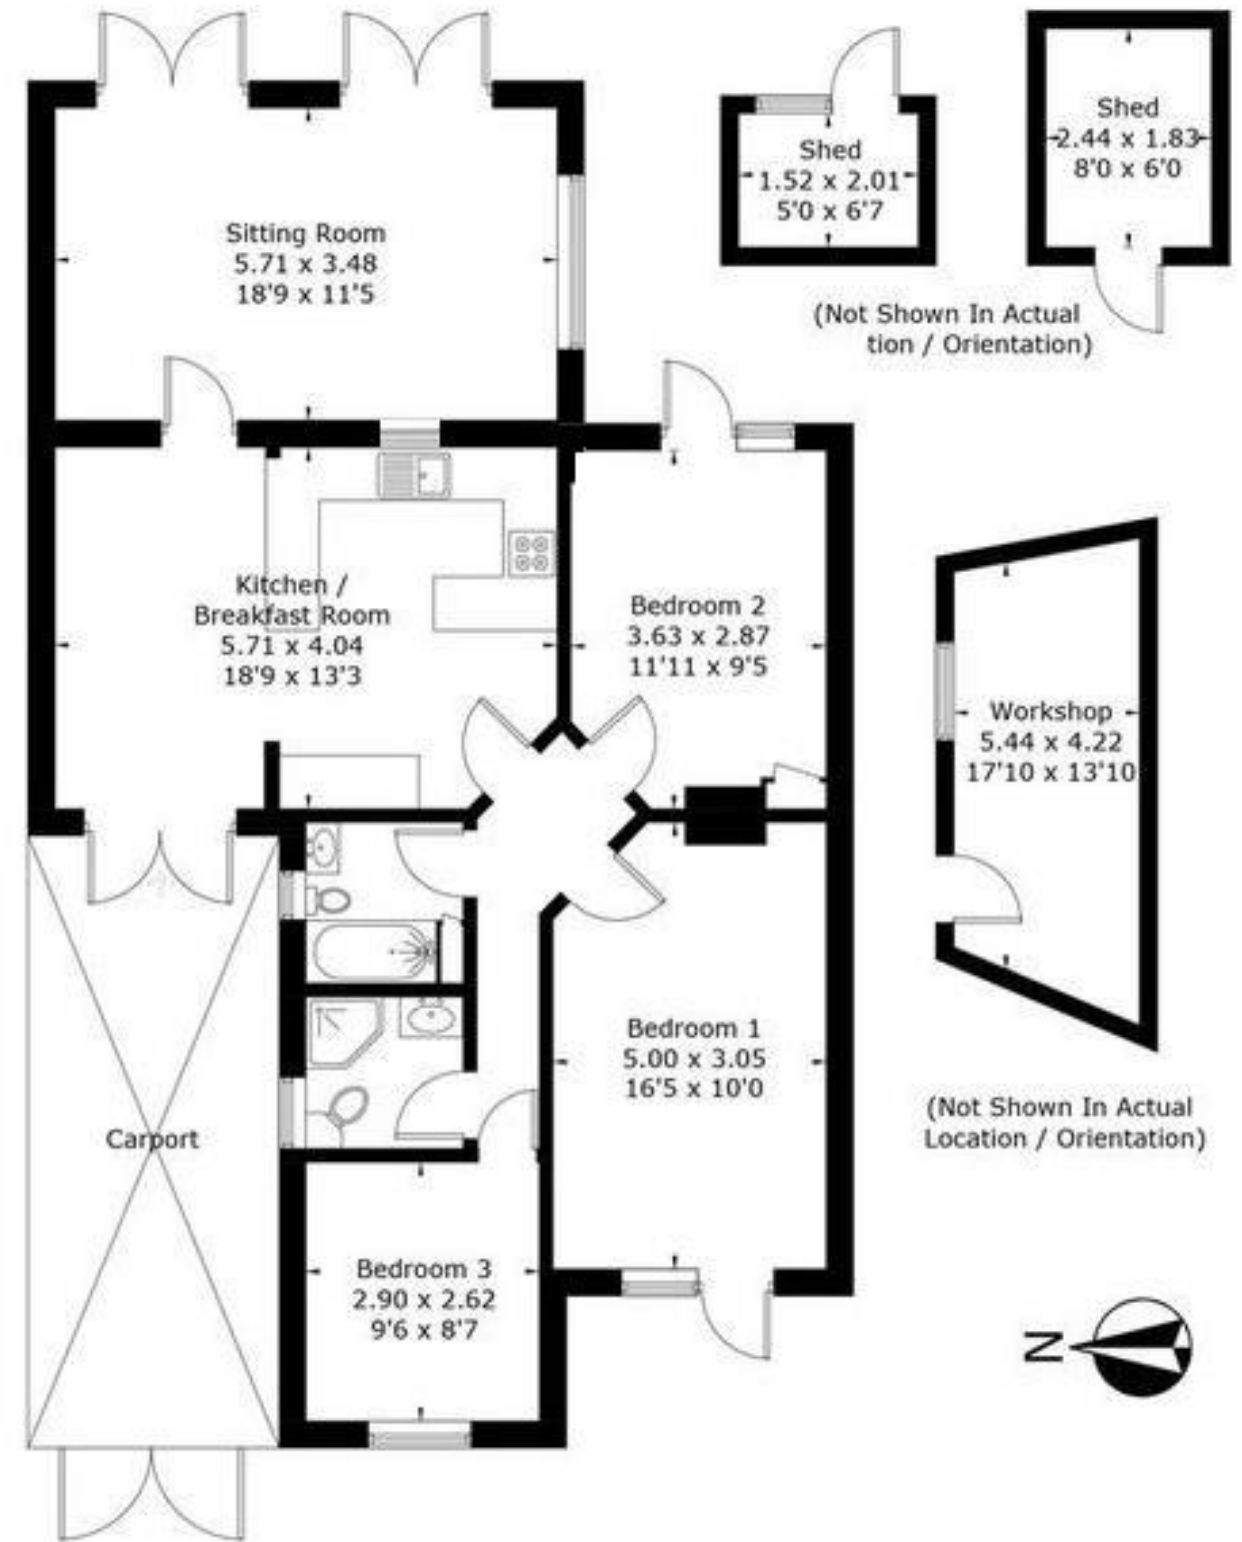 Shed
1.52 x 2.01
5'0 x 6'7
Shed
2.44 x 1.83
8'0 x 6'0
(Not Shown In Actual
tion / Orientation)
Sitting Room
5.71 x 3.48
18'9 x 11'5
Kitchen /
Breakfast Room
5.71 x 4.04
18'9 x 13'3
Bedroom 2
3.63 x 2.87
11'11 x 9'5
Workshop
5.44 x 4.22
17'10 x 13'10
(Not Shown In Actual
Location / Orientation)
Carport
Bedroom 1
5.00 x 3.05
16'5 x 10'0
Bedroom 3
2.90 x 2.62
9'6 x 8'7
N